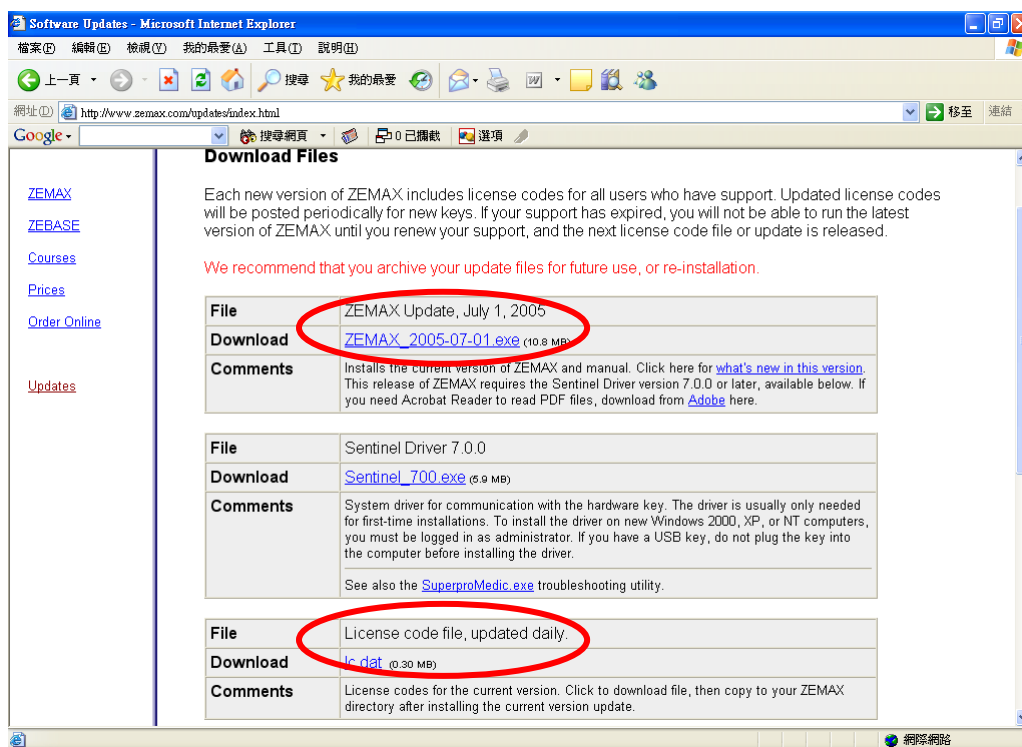 Software Updates - Microsoft Internet Explorer
檔案(F) 編輯(E) 檢視(V) 我的最愛(A) 工具(T) 說明(H)
上一頁 搜尋 我的最愛
網址(D) http://www.zemax.com/updates/index.html 移至 連結
Google 搜尋網頁 0 已攔截 選項
Download Files
ZEMAX
ZEBASE
Courses
Prices
Order Online
Updates
Each new version of ZEMAX includes license codes for all users who have support. Updated license codes
will be posted periodically for new keys. If your support has expired, you will not be able to run the latest
version of ZEMAX until you renew your support, and the next license code file or update is released.
We recommend that you archive your update files for future use, or re-installation.
File ZEMAX Update, July 1, 2005
Download ZEMAX_2005-07-01.exe (10.8 MB)
Comments Installs the current version of ZEMAX and manual. Click here for what's new in this version.
This release of ZEMAX requires the Sentinel Driver version 7.0.0 or later, available below. If
you need Acrobat Reader to read PDF files, download from Adobe here.
File Sentinel Driver 7.0.0
Download Sentinel_700.exe (5.9 MB)
Comments System driver for communication with the hardware key. The driver is usually only needed
for first-time installations. To install the driver on new Windows 2000, XP, or NT computers,
you must be logged in as administrator. If you have a USB key, do not plug the key into
the computer before installing the driver.
See also the SuperproMedic.exe troubleshooting utility.
File License code file, updated daily.
Download lc.dat (0.30 MB)
Comments License codes for the current version. Click to download file, then copy to your ZEMAX
directory after installing the current version update.
網際網路